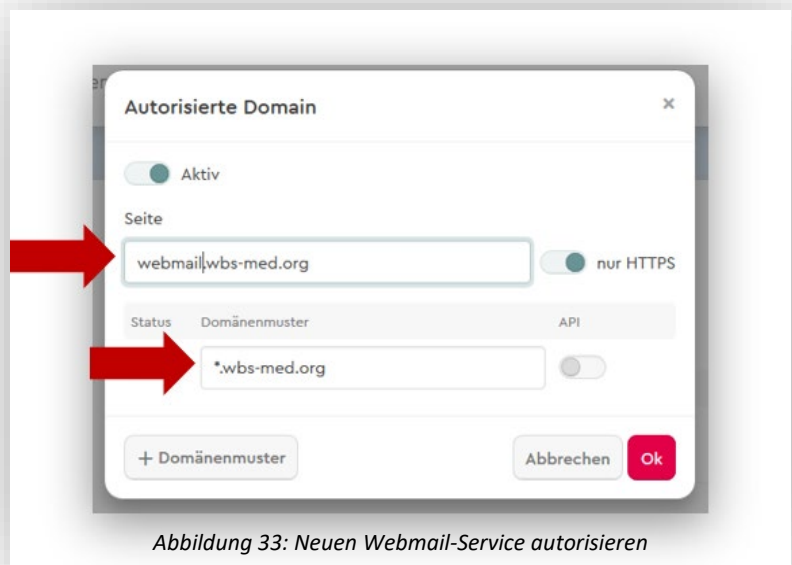 er
Autorisierte Domain ×
Aktiv
Seite
webmail.wbs-med.org nur HTTPS
Status Domänenmuster API
*.wbs-med.org
+ Domänenmuster Abbrechen Ok
Abbildung 33: Neuen Webmail-Service autorisieren